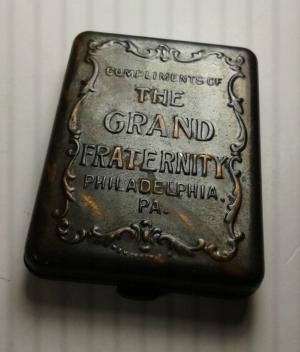 COMPLIMENTS OF
THE
GRAND
FRATERNITY
PHILADELPHIA,
PA.